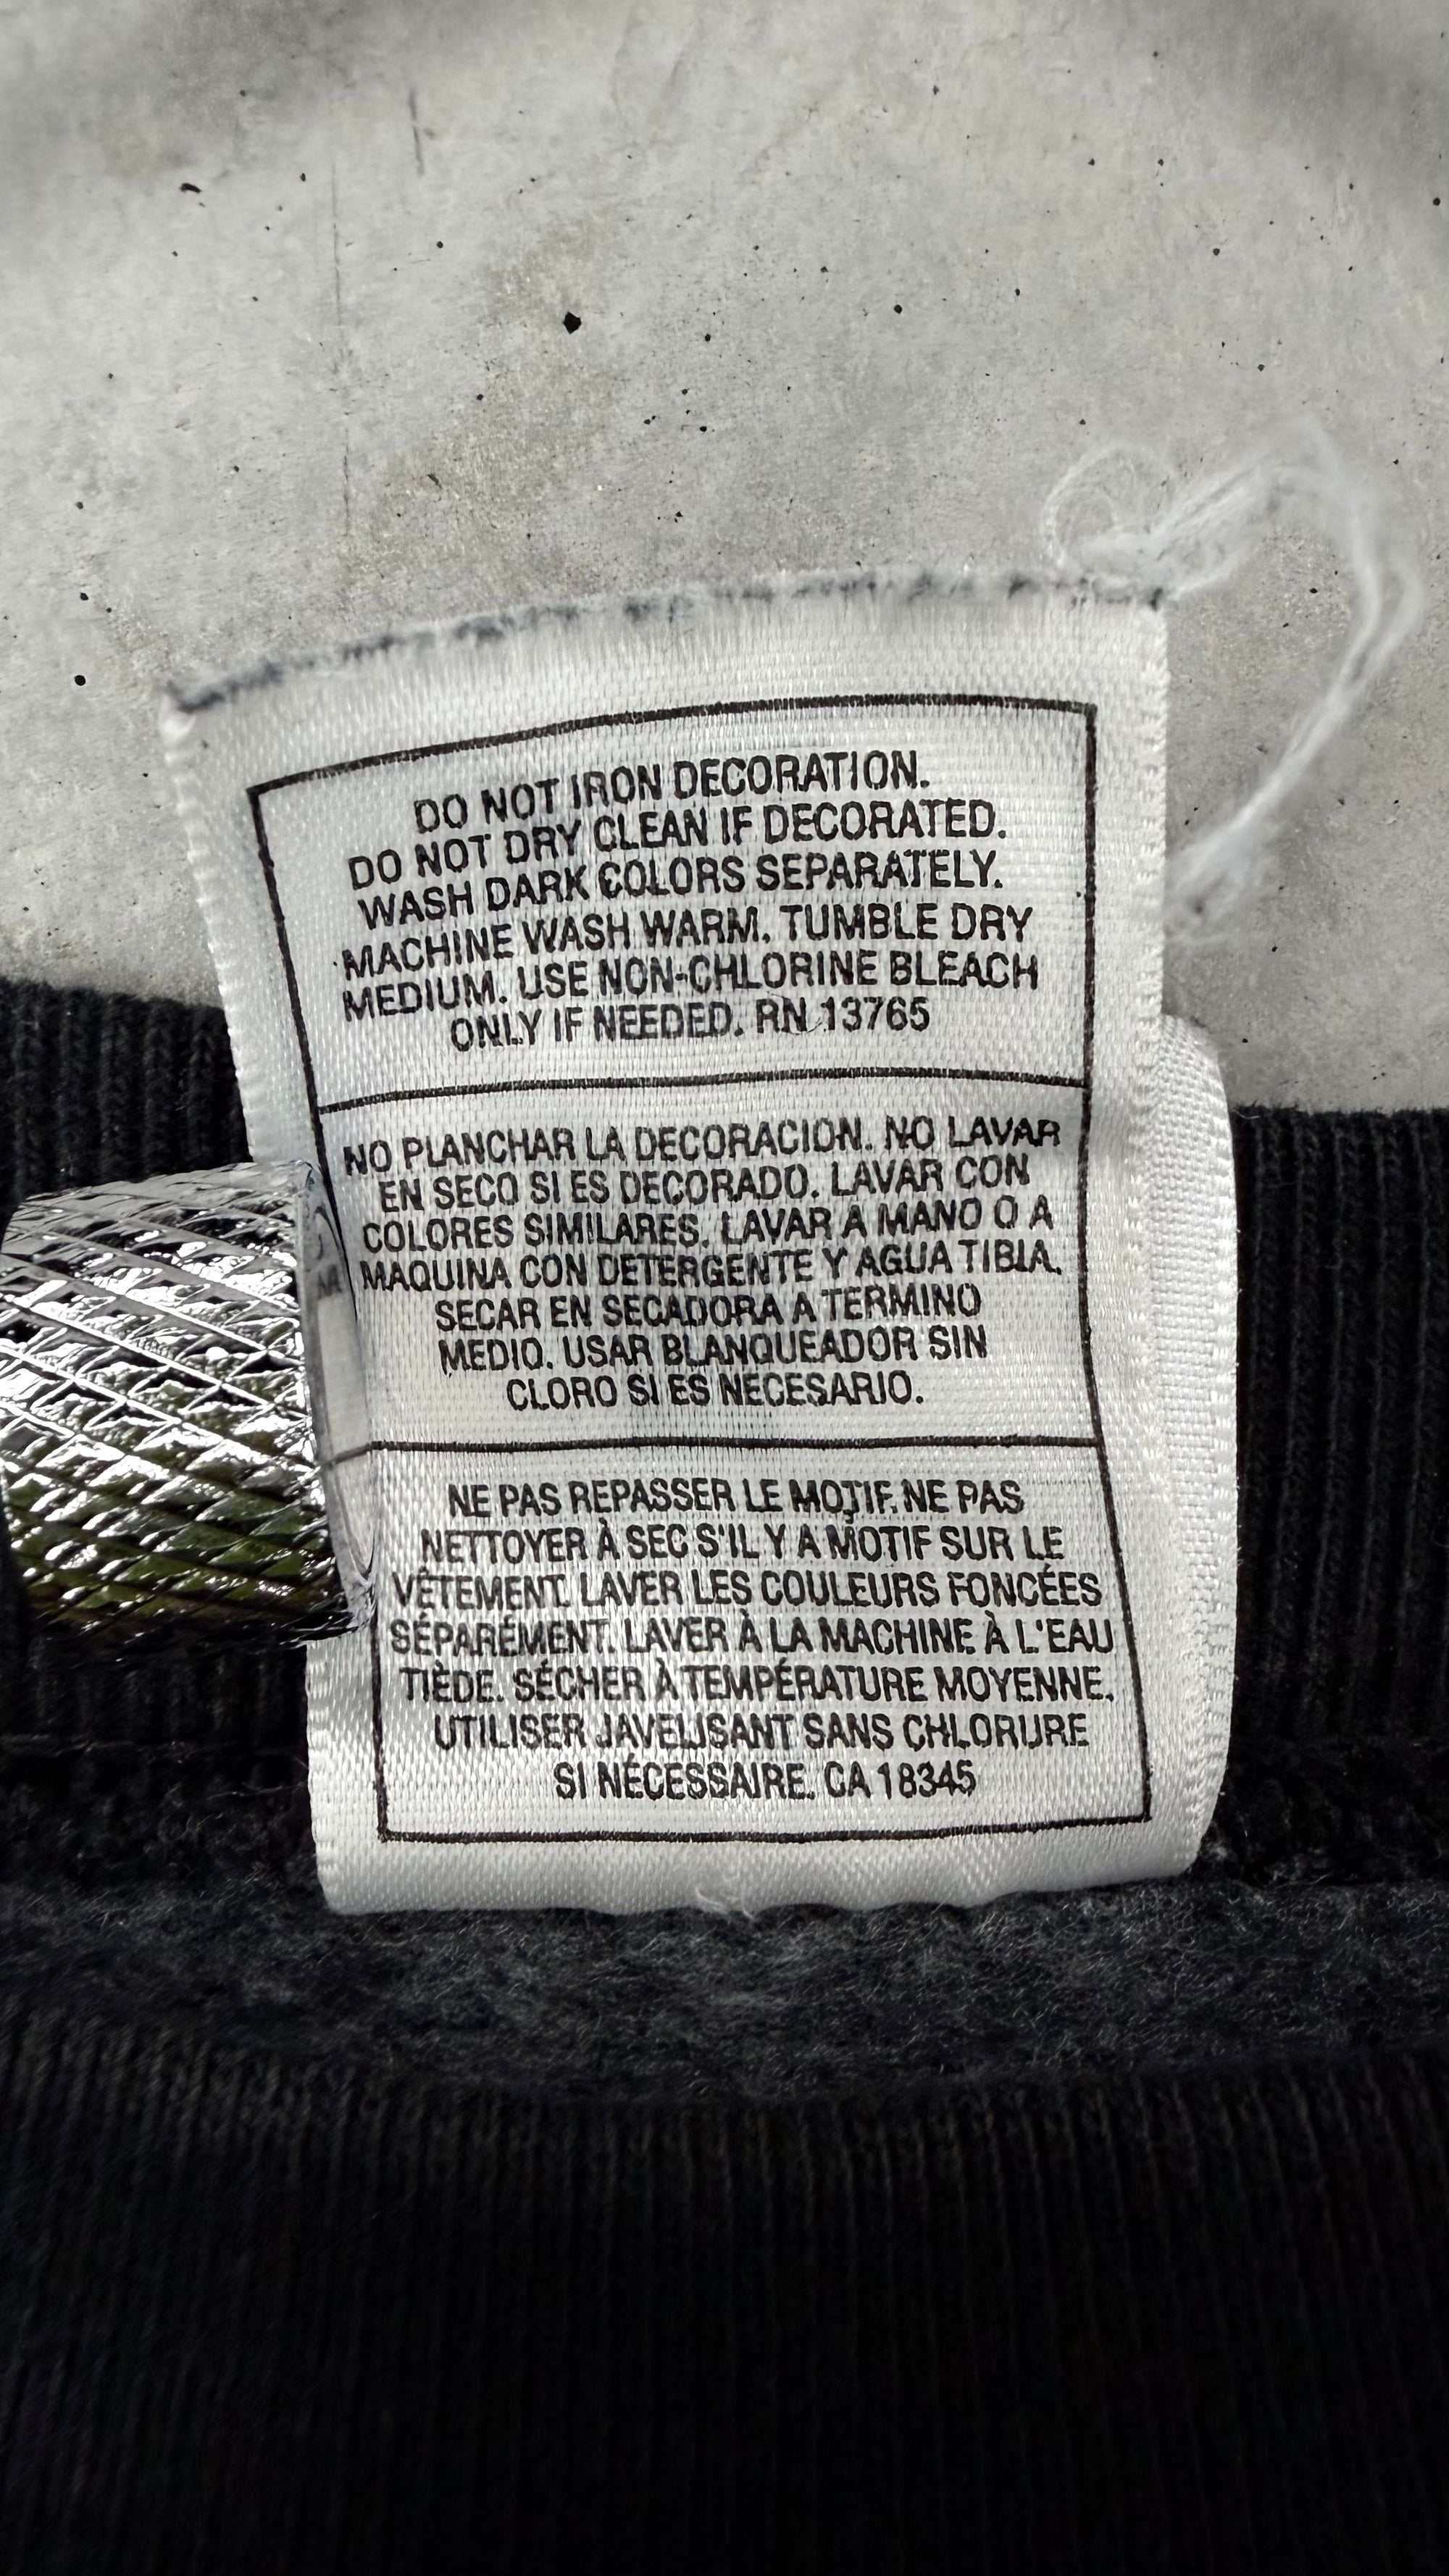 DO NOT IRON DECORATION.
DO NOT DRY CLEAN IF DECORATED.
WASH DARK COLORS SEPARATELY.
MACHINE WASH WARM. TUMBLE DRY
MEDIUM. USE NON-CHLORINE BLEACH
ONLY IF NEEDED. RN 13765
NO PLANCHAR LA DECORACION. NO LAVAR
EN SECO SI ES DECORADO. LAVAR CON
COLORES SIMILARES. LAVAR A MANO O A
MAQUINA CON DETERGENTE Y AGUA TIBIA.
SECAR EN SECADORA A TERMINO
MEDIO. USAR BLANQUEADOR SIN
CLORO SI ES NECESARIO.
NE PAS REPASSER LE MOTIF. NE PAS
NETTOYER À SEC S'IL Y A MOTIF SUR LE
VÊTEMENT. LAVER LES COULEURS FONCÉES
SÉPARÉMENT. LAVER À LA MACHINE À L'EAU
TIÈDE. SÉCHER À TEMPÉRATURE MOYENNE.
UTILISER JAVELISANT SANS CHLORURE
SI NÉCESSAIRE. CA 18345